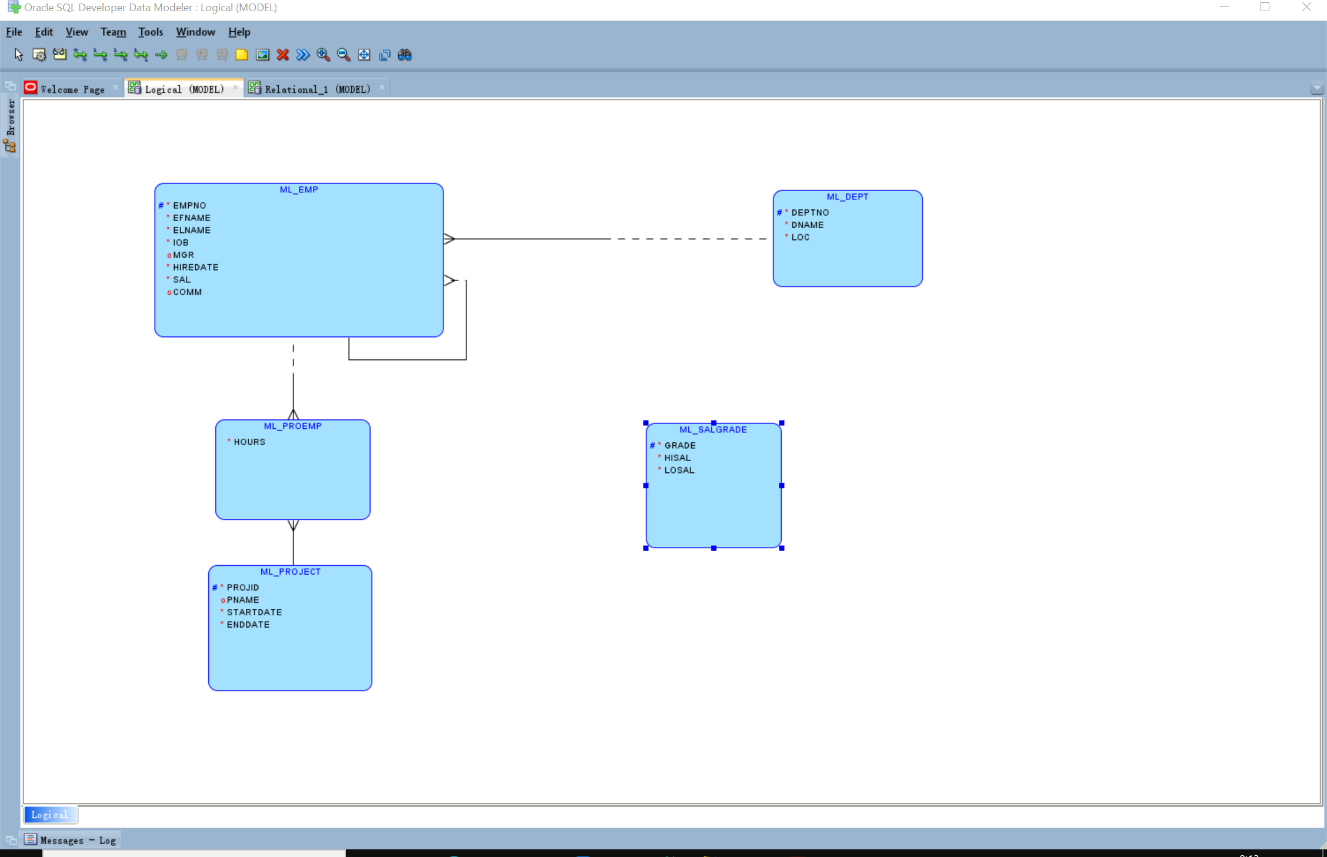 Oracle SQL Developer Data Modeler : Logical (MODEL)
File Edit View Team Tools Window Help
Welcome Page
Logical (MODEL)
Relational_1 (MODEL)
Browser
ML_EMP
# * EMPNO
* EFNAME
* ELNAME
* IOB
o MGR
* HIREDATE
* SAL
o COMM
ML_DEPT
# * DEPTNO
* DNAME
* LOC
ML_PROEMP
* HOURS
ML_SALGRADE
# * GRADE
* HISAL
* LOSAL
ML_PROJECT
# * PROJID
o PNAME
* STARTDATE
* ENDDATE
Logical
Messages - Log